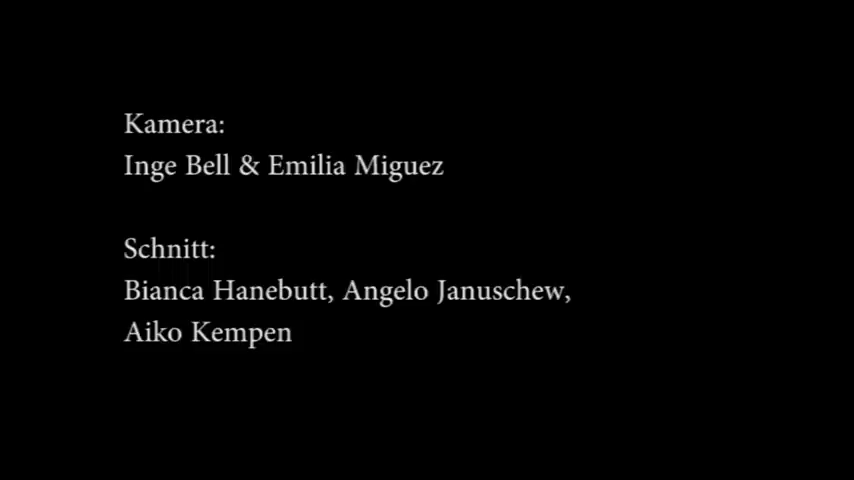 Kamera:
Inge Bell & Emilia Miguez
Schnitt:
Bianca Hanebutt, Angelo Januschew,
Aiko Kempen